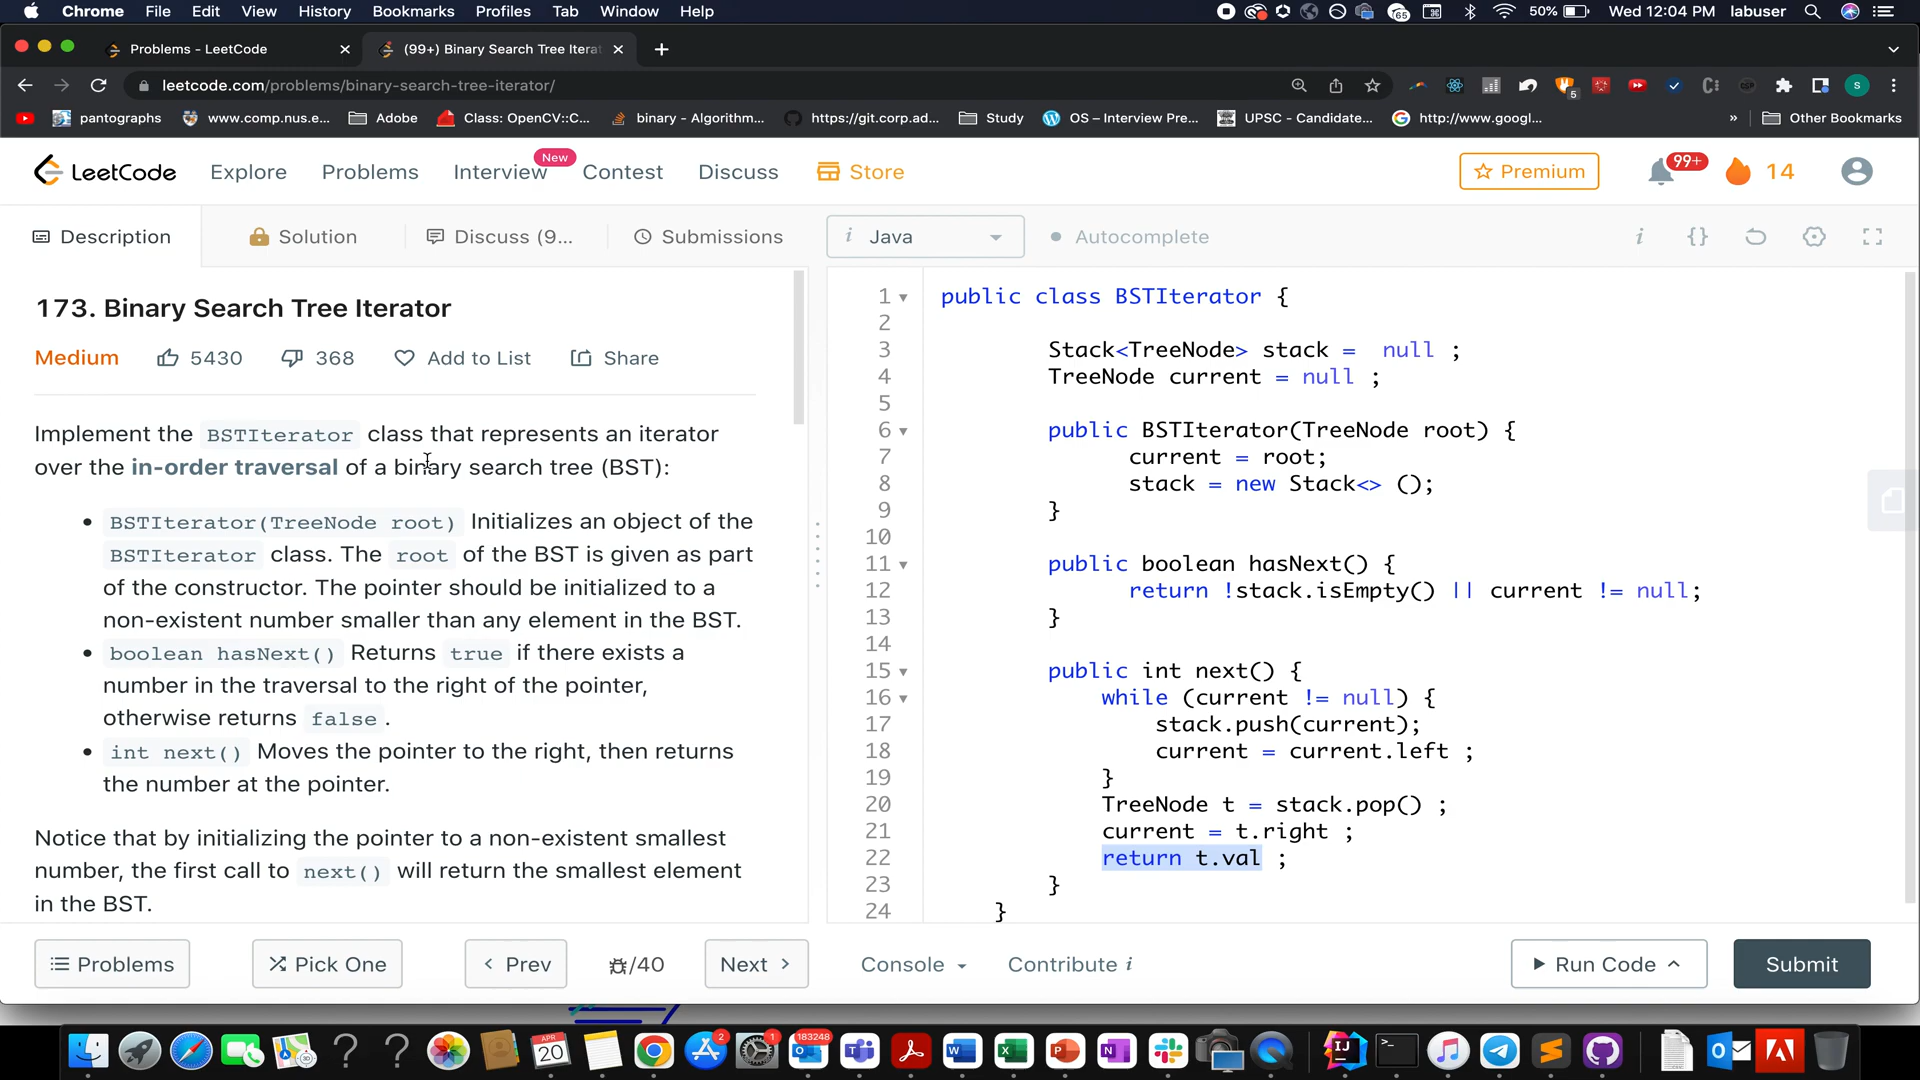 Chrome File Edit View History Bookmarks Profiles Tab Window Help 65 50% Wed 12:04 PM labuser
Problems - LeetCode (99+) Binary Search Tree Iterat
leetcode.com/problems/binary-search-tree-iterator/ 5 S
pantographs www.comp.nus.e... Adobe Class: OpenCV::C... binary - Algorithm... https://git.corp.ad... Study OS – Interview Pre... UPSC - Candidate... http://www.googl... » Other Bookmarks
LeetCode Explore Problems Interview New Contest Discuss Store Premium 99+ 14
Description Solution Discuss (9... Submissions i Java Autocomplete i {}
173. Binary Search Tree Iterator
Medium 5430 368 Add to List Share
Implement the BSTIterator class that represents an iterator
over the in-order traversal of a binary search tree (BST):
• BSTIterator(TreeNode root) Initializes an object of the
BSTIterator class. The root of the BST is given as part
of the constructor. The pointer should be initialized to a
non-existent number smaller than any element in the BST.
• boolean hasNext() Returns true if there exists a
number in the traversal to the right of the pointer,
otherwise returns false .
• int next() Moves the pointer to the right, then returns
the number at the pointer.
Notice that by initializing the pointer to a non-existent smallest
number, the first call to next() will return the smallest element
in the BST.
1 public class BSTIterator {
2
3 Stack<TreeNode> stack =  null ;
4 TreeNode current = null ;
5
6 public BSTIterator(TreeNode root) {
7 current = root;
8 stack = new Stack<> ();
9 }
10
11 public boolean hasNext() {
12 return !stack.isEmpty() || current != null;
13 }
14
15 public int next() {
16 while (current != null) {
17 stack.push(current);
18 current = current.left ;
19 }
20 TreeNode t = stack.pop() ;
21 current = t.right ;
22 return t.val ;
23 }
24 }
Problems Pick One < Prev /40 Next > Console Contribute i Run Code Submit
? ? APR 20 2 1 183248 W X P N IJ >_ S O A